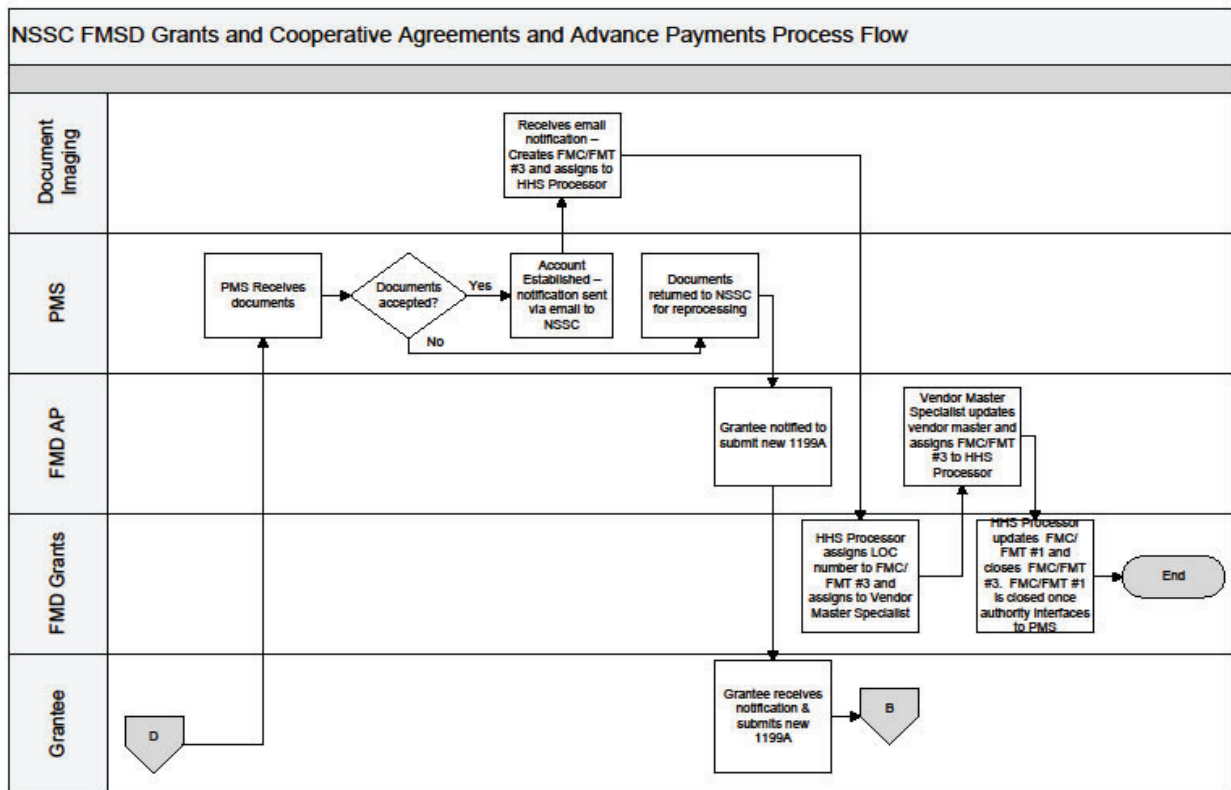 NSSC FMSD Grants and Cooperative Agreements and Advance Payments Process Flow
Document
Imaging
Receives email
notification –
Creates FMC/FMT
#3 and assigns to
HHS Processor
PMS
PMS Receives
documents
Documents
accepted?
Yes
No
Account
Established –
notification sent
via email to
NSSC
Documents
returned to NSSC
for reprocessing
FMD AP
Grantee notified to
submit new 1199A
Vendor Master
Specialist updates
vendor master and
assigns FMC/FMT
#3 to HHS
Processor
FMD Grants
HHS Processor
assigns LOC
number to FMC/
FMT #3 and
assigns to Vendor
Master Specialist
HHS Processor
updates FMC/
FMT #1 and
closes FMC/FMT
#3. FMC/FMT #1
is closed once
authority interfaces
to PMS
End
Grantee
D
Grantee receives
notification &
submits new
1199A
B